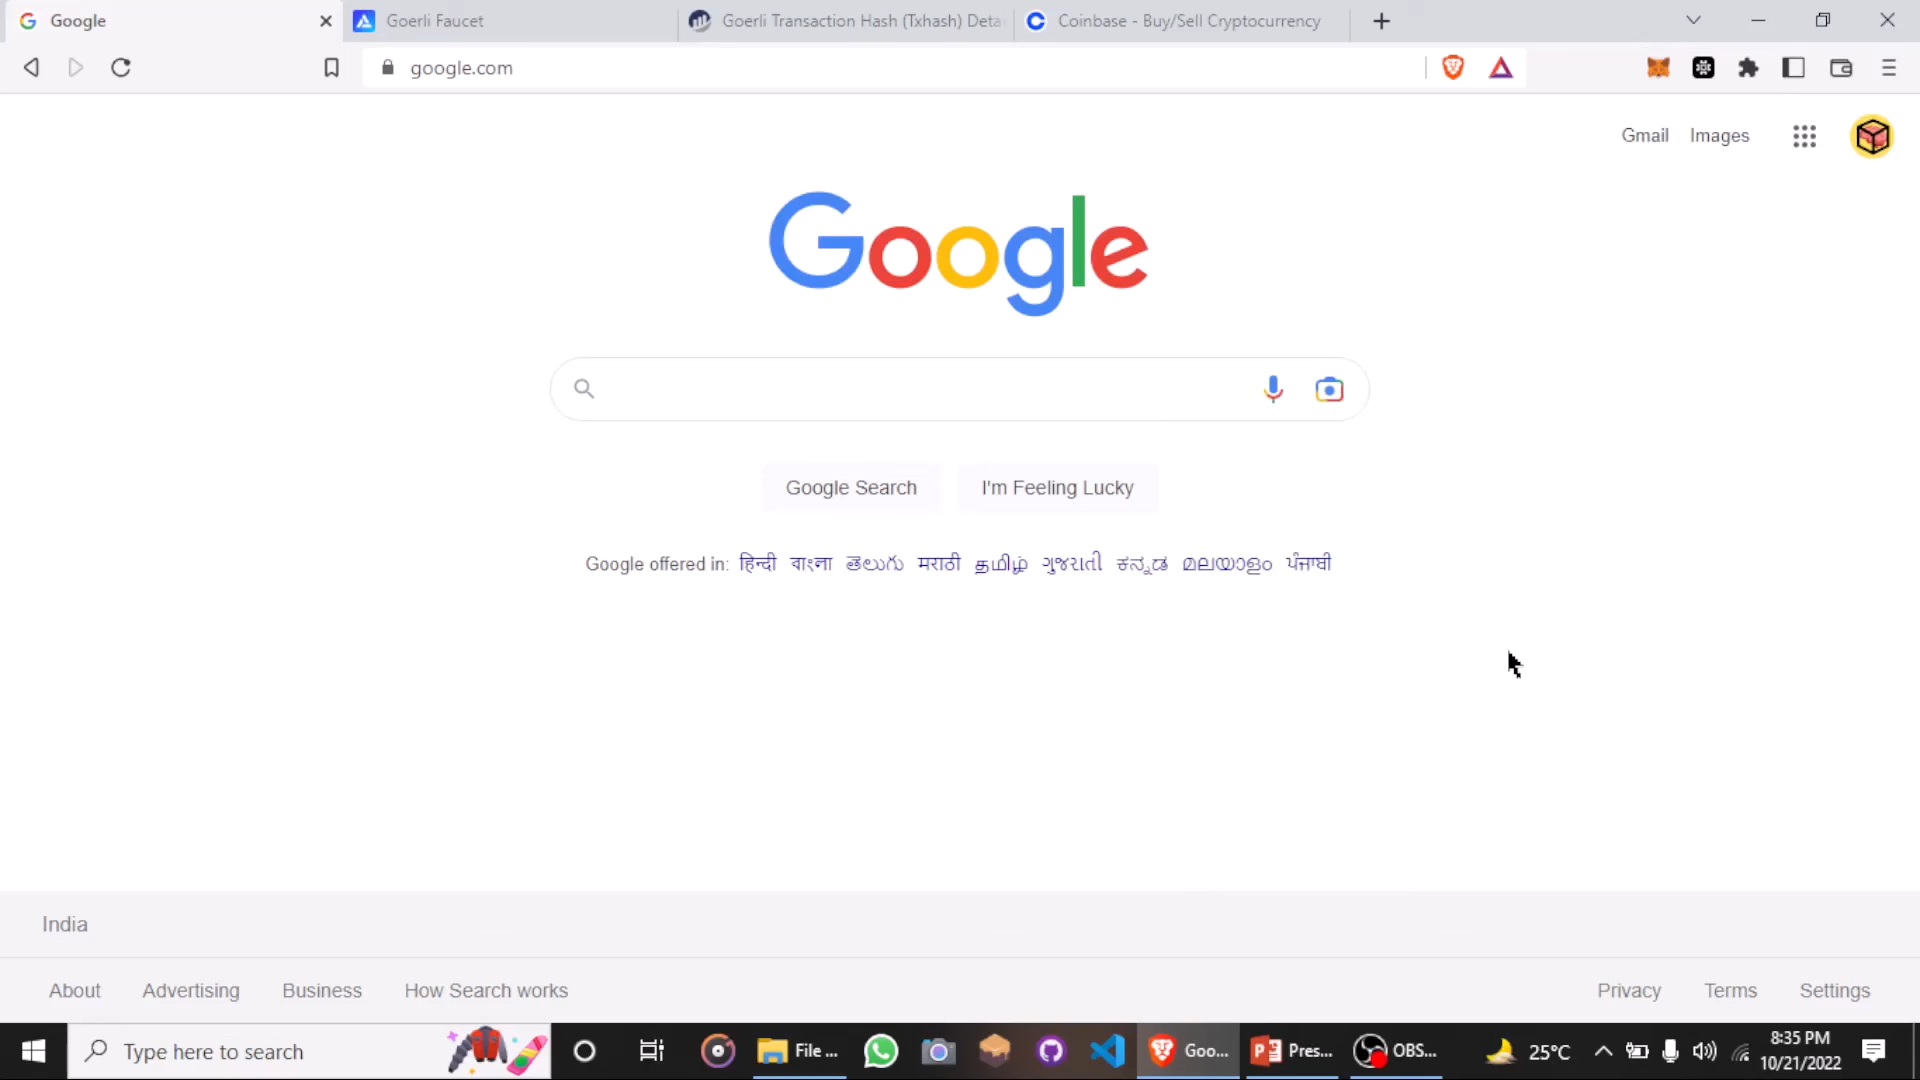 Google
Goerli Faucet
Goerli Transaction Hash (Txhash) Deta
Coinbase - Buy/Sell Cryptocurrency
google.com
Gmail Images
Google
Google Search I'm Feeling Lucky
Google offered in: हिन्दी বাংলা తెలుగు मराठी தமிழ் ગુજરાતી ಕನ್ನಡ മലയാളം ਪੰਜਾਬੀ
India
About Advertising Business How Search works Privacy Terms Settings
Type here to search File ... Goo... Pres... OBS... 25°C 8:35 PM
10/21/2022